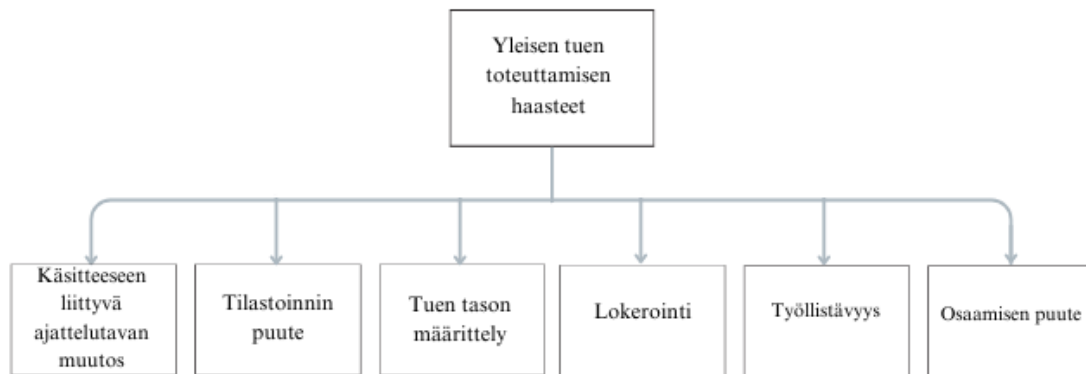 Yleisen tuen
toteuttamisen
haasteet
Käsitteeseen
liittyvä
ajattelutavan
muutos
Tilastoinnin
puute
Tuen tason
määrittely
Lokerointi
Työllistävyys
Osaamisen puute